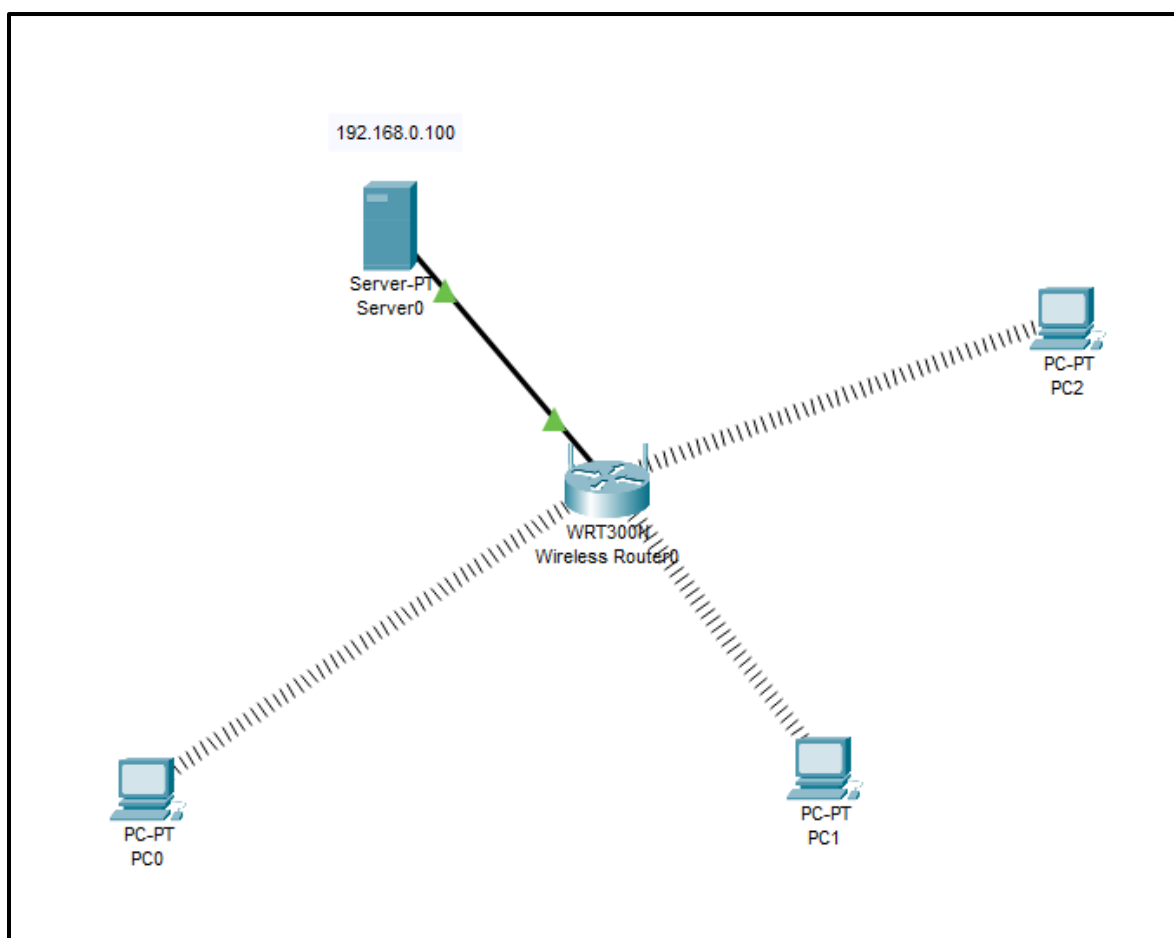 192.168.0.100
Server-PT
Server0
PC-PT
PC2
WRT300N
Wireless Router0
PC-PT
PC1
PC-PT
PC0